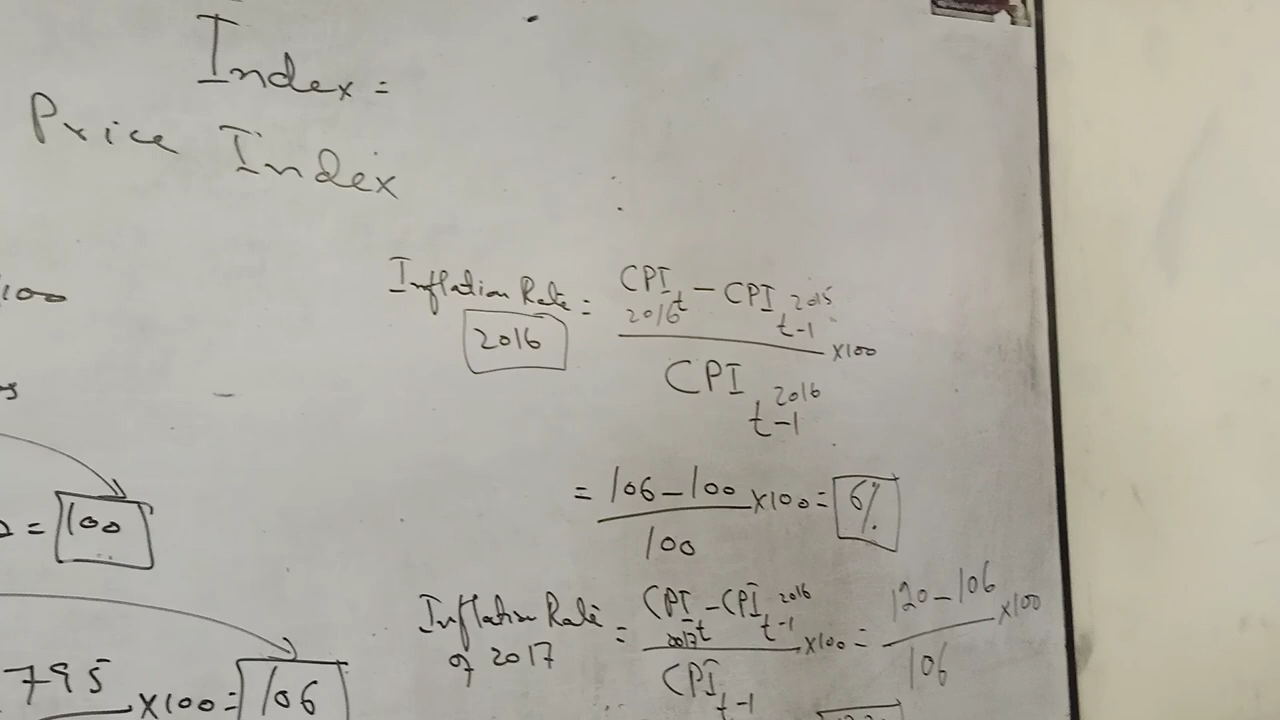 Index =
Price Index
100
Inflation Rate = CPI t 2016 - CPI t-1 2015
2016
x100
CPI t-1 2016
= 106-100 x100 = 6%
100
= 100
Inflation Rate of 2017 = CPI t 2017 - CPI t-1 2016 x100 = 120-106 x100
CPI t-1
106
795 x100 = 106